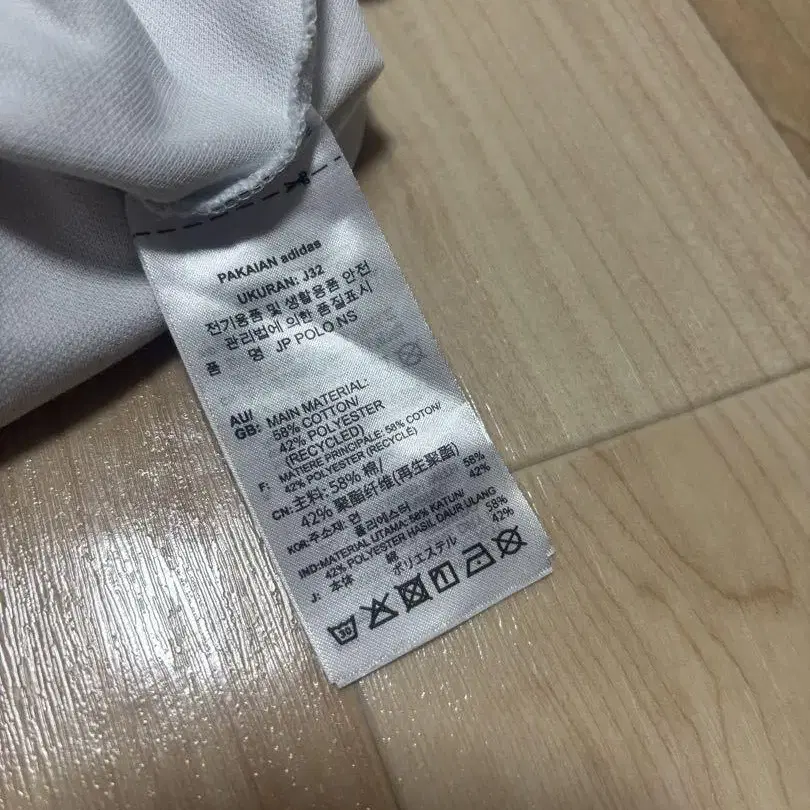 PAKAIAN adidas
UKURAN: J32
전기용품 및 생활용품 안전
관리법에 의한 품질표시
품 명 JP POLO NS
AU/
GB: MAIN MATERIAL:
58% COTTON/
42% POLYESTER
(RECYCLED)
F: MATIERE PRINCIPALE: 58% COTON/
42% POLYESTER (RECYCLÉ)
CN: 主料: 58% 棉/
42% 聚酯纤维(再生聚酯)
KOR: 주소재: 면 58%
폴리에스터 42%
IND: MATERIAL UTAMA: 58% KATUN/
42% POLYESTER HASIL DAUR ULANG
J: 本体 綿 58%
ポリエステル 42%
30